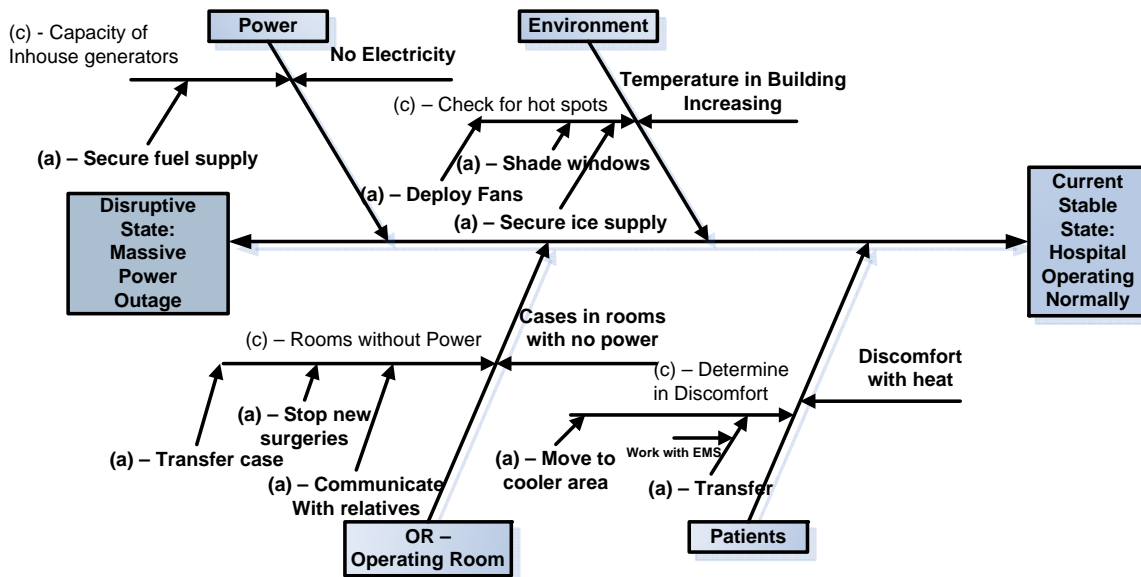 Power
Environment
(c) - Capacity of
Inhouse generators
No Electricity
(a) – Secure fuel supply
Temperature in Building
Increasing
(c) – Check for hot spots
(a) – Shade windows
(a) – Deploy Fans
(a) – Secure ice supply
Disruptive
State:
Massive
Power
Outage
Current
Stable
State:
Hospital
Operating
Normally
Cases in rooms
with no power
(c) – Rooms without Power
(a) – Stop new
surgeries
(a) – Transfer case
(a) – Communicate
With relatives
(c) – Determine
in Discomfort
Discomfort
with heat
(a) – Move to
cooler area
Work with EMS
(a) – Transfer
OR –
Operating Room
Patients